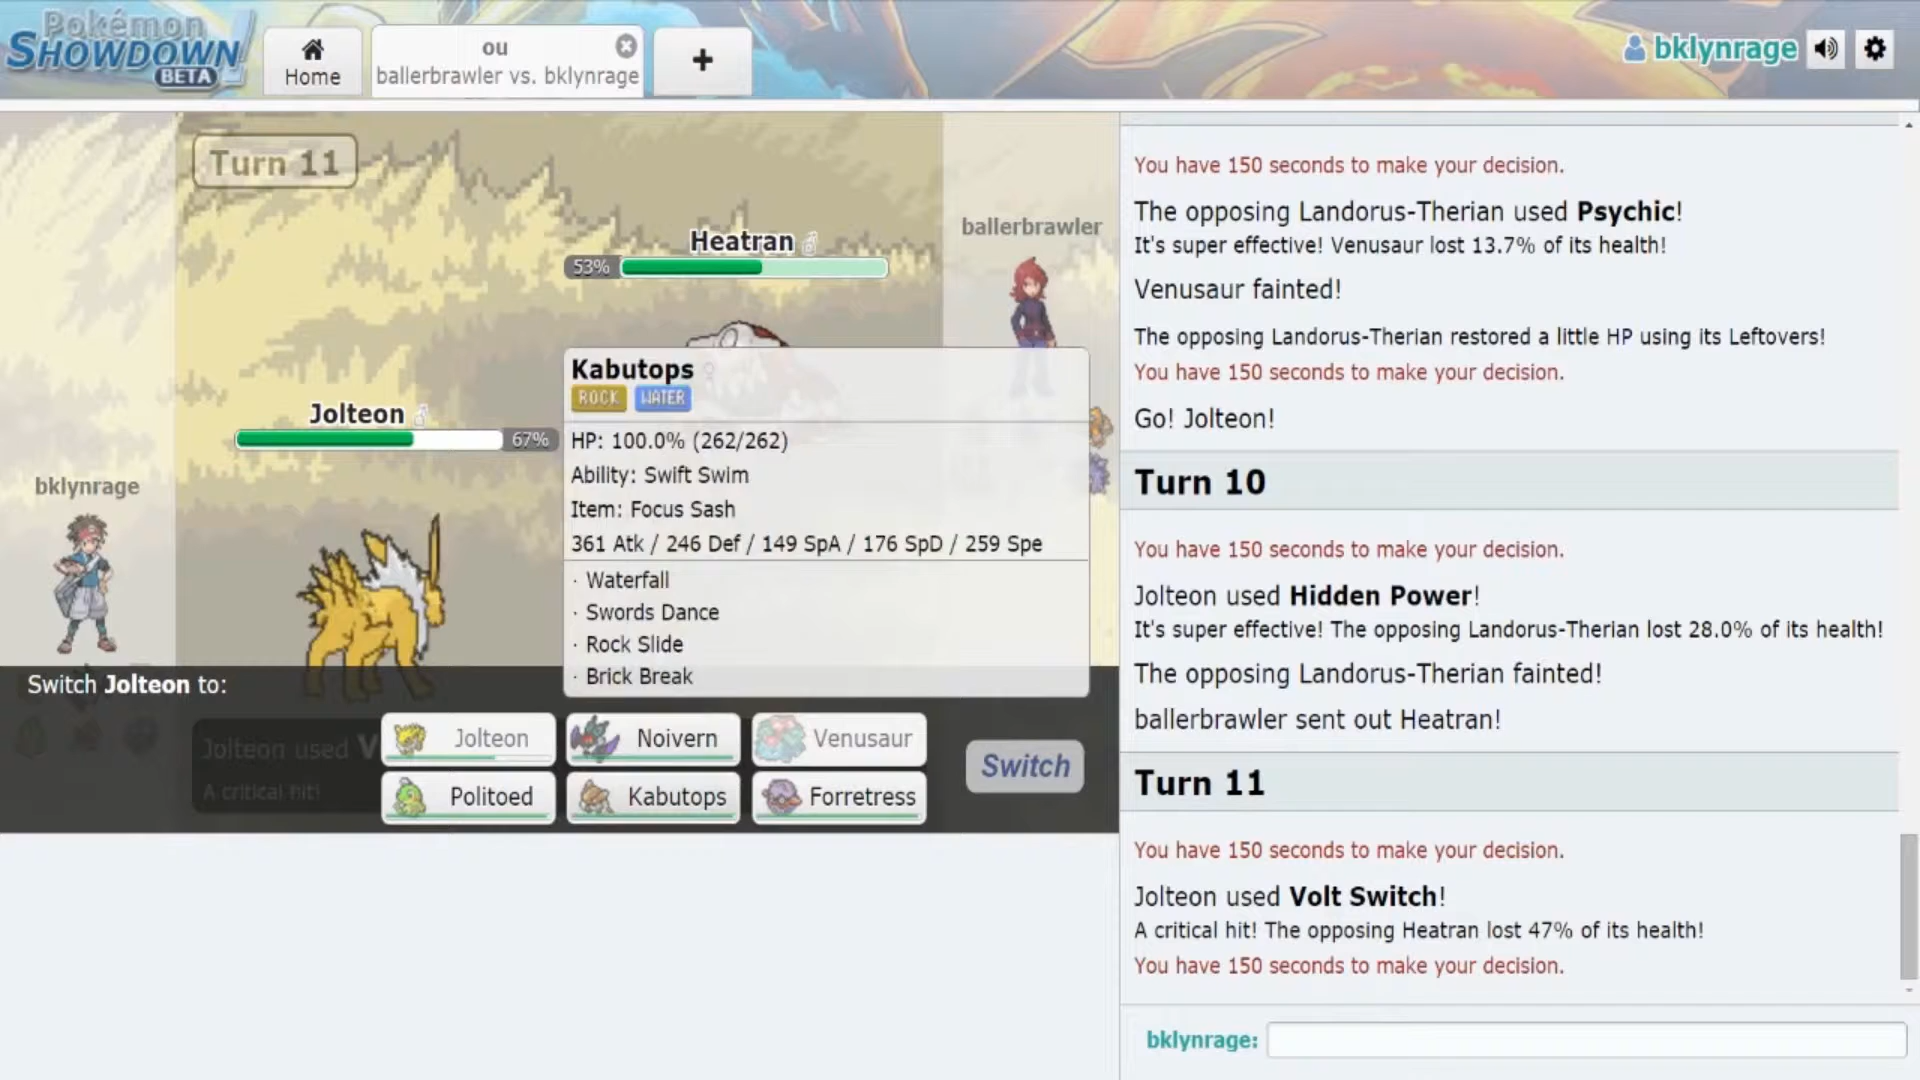 Pokémon
SHOWDOWN!
BETA
Home
ou
ballerbrawler vs. bklynrage
+
bklynrage
Turn 11
Heatran
53%
ballerbrawler
Jolteon
67%
bklynrage
Kabutops
ROCK WATER
HP: 100.0% (262/262)
Ability: Swift Swim
Item: Focus Sash
361 Atk / 246 Def / 149 SpA / 176 SpD / 259 Spe
· Waterfall
· Swords Dance
· Rock Slide
· Brick Break
Switch Jolteon to:
Jolteon used V
A critical hit!
Jolteon
Noivern
Venusaur
Politoed
Kabutops
Forretress
Switch
You have 150 seconds to make your decision.
The opposing Landorus-Therian used Psychic!
It's super effective! Venusaur lost 13.7% of its health!
Venusaur fainted!
The opposing Landorus-Therian restored a little HP using its Leftovers!
You have 150 seconds to make your decision.
Go! Jolteon!
Turn 10
You have 150 seconds to make your decision.
Jolteon used Hidden Power!
It's super effective! The opposing Landorus-Therian lost 28.0% of its health!
The opposing Landorus-Therian fainted!
ballerbrawler sent out Heatran!
Turn 11
You have 150 seconds to make your decision.
Jolteon used Volt Switch!
A critical hit! The opposing Heatran lost 47% of its health!
You have 150 seconds to make your decision.
bklynrage: